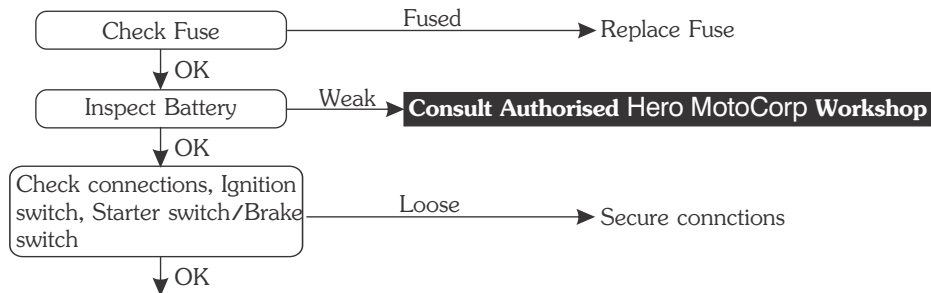 Check Fuse
Fused
Replace Fuse
OK
Inspect Battery
Weak
Consult Authorised Hero MotoCorp Workshop
OK
Check connections, Ignition
switch, Starter switch/Brake
switch
Loose
Secure connctions
OK